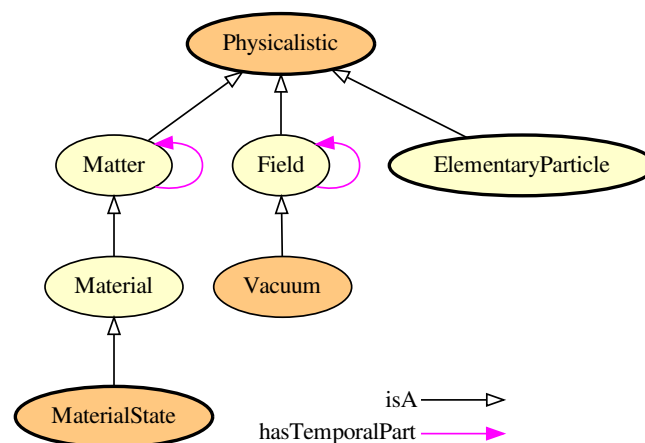 Physicalistic
Matter
Field
ElementaryParticle
Material
Vacuum
MaterialState
isA
hasTemporalPart